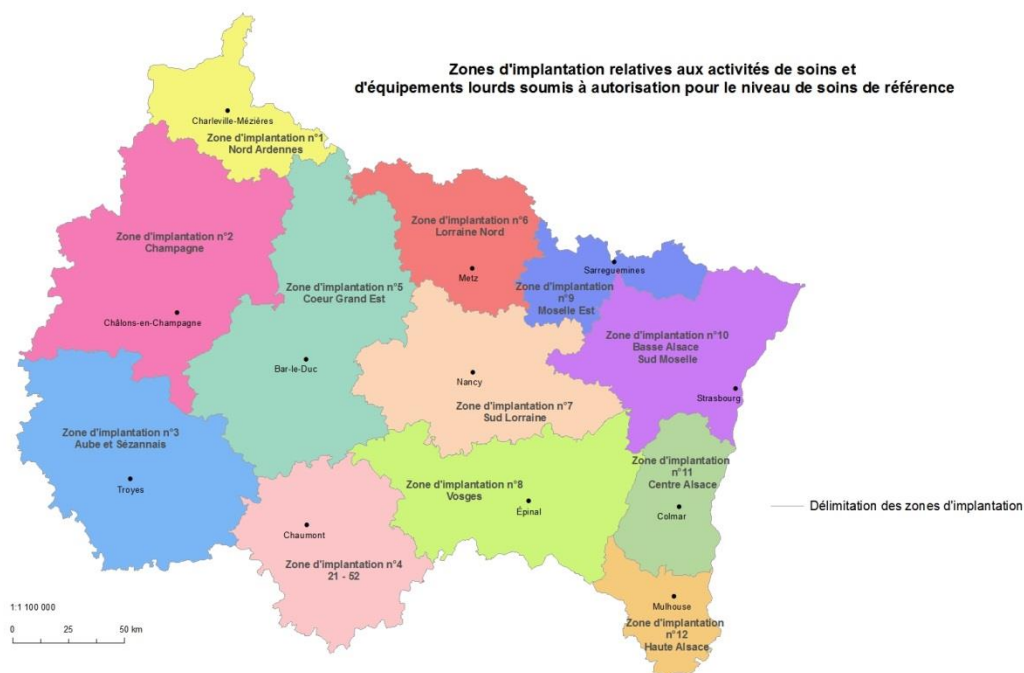 Zones d'implantation relatives aux activités de soins et
d'équipements lourds soumis à autorisation pour le niveau de soins de référence
Charleville-Mézières
Zone d'implantation n°1
Nord Ardennes
Zone d'implantation n°2
Champagne
Châlons-en-Champagne
Zone d'implantation n°6
Lorraine Nord
Metz
Sarreguemines
Zone d'implantation
n°9
Moselle Est
Zone d'implantation n°5
Coeur Grand Est
Bar-le-Duc
Zone d'implantation n°10
Basse Alsace
Sud Moselle
Strasbourg
Nancy
Zone d'implantation n°7
Sud Lorraine
Zone d'implantation n°3
Aube et Sézannais
Troyes
Zone d'implantation n°8
Vosges
Épinal
Zone d'implantation
n°11
Centre Alsace
Colmar
Délimitation des zones d'implantation
Chaumont
Zone d'implantation n°4
21 - 52
Mulhouse
Zone d'implantation
n°12
Haute Alsace
1:1 100 000
0 25 50 km